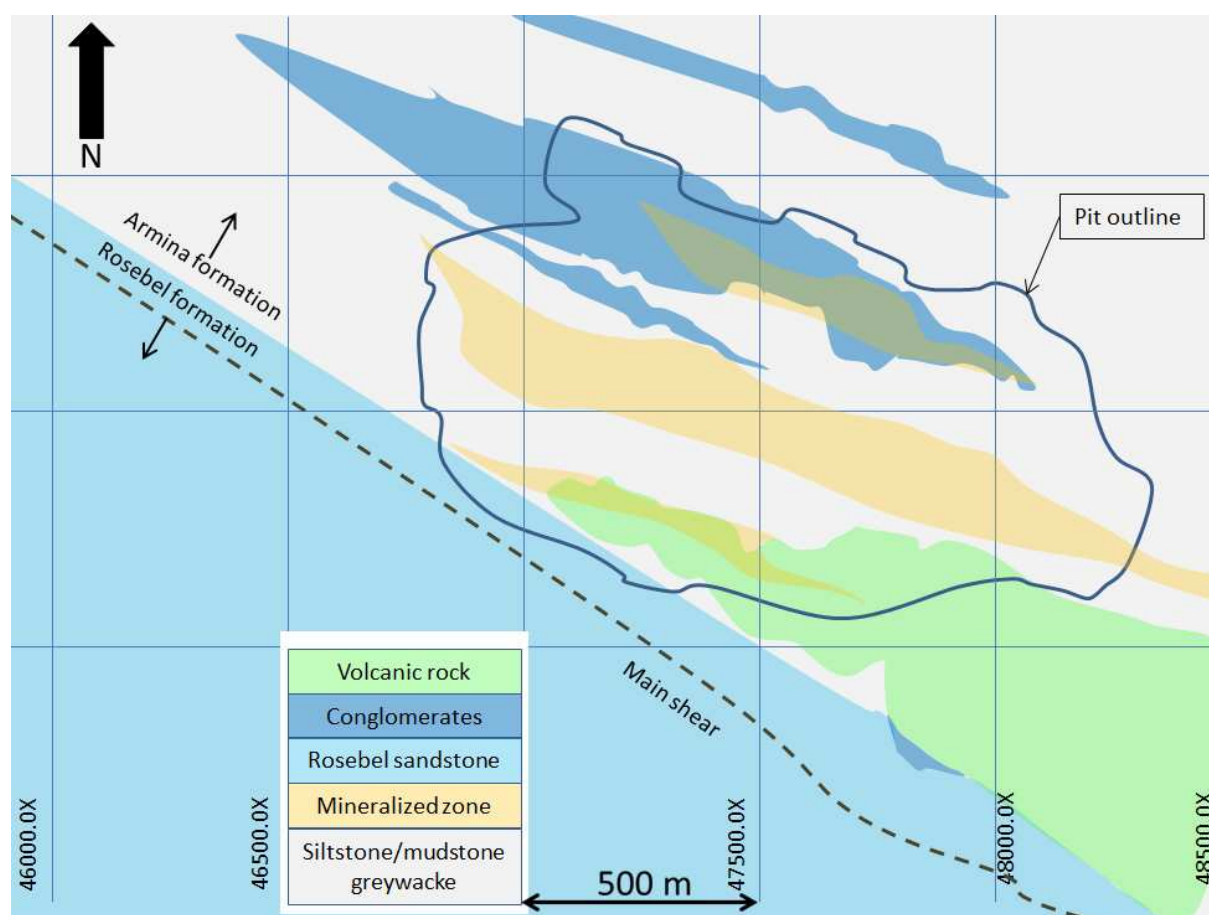 N
Armina formation
Rosebel formation
Pit outline
Main shear
Volcanic rock
Conglomerates
Rosebel sandstone
Mineralized zone
Siltstone/mudstone
greywacke
500 m
46000.0X
46500.0X
47500.0X
48000.0X
48500.0X